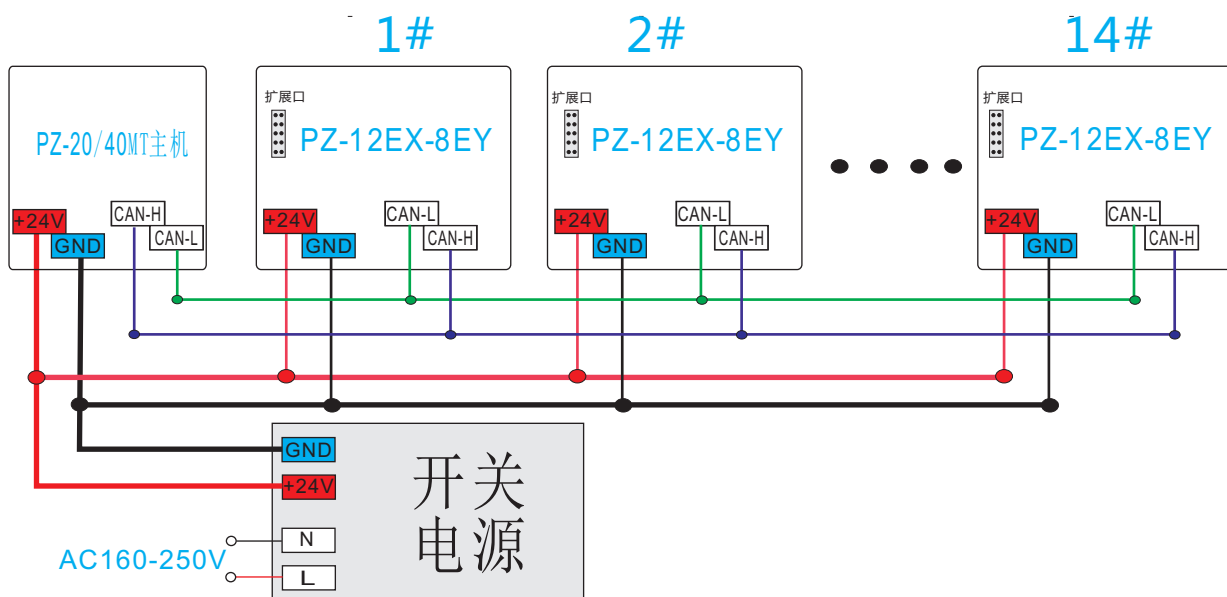 1#
2#
14#
PZ-20/40MT主机
+24V
GND
CAN-H
CAN-L
扩展口
PZ-12EX-8EY
+24V
GND
CAN-L
CAN-H
扩展口
PZ-12EX-8EY
+24V
GND
CAN-L
CAN-H
扩展口
PZ-12EX-8EY
+24V
GND
CAN-L
CAN-H
GND
+24V
N
L
开关
电源
AC160-250V